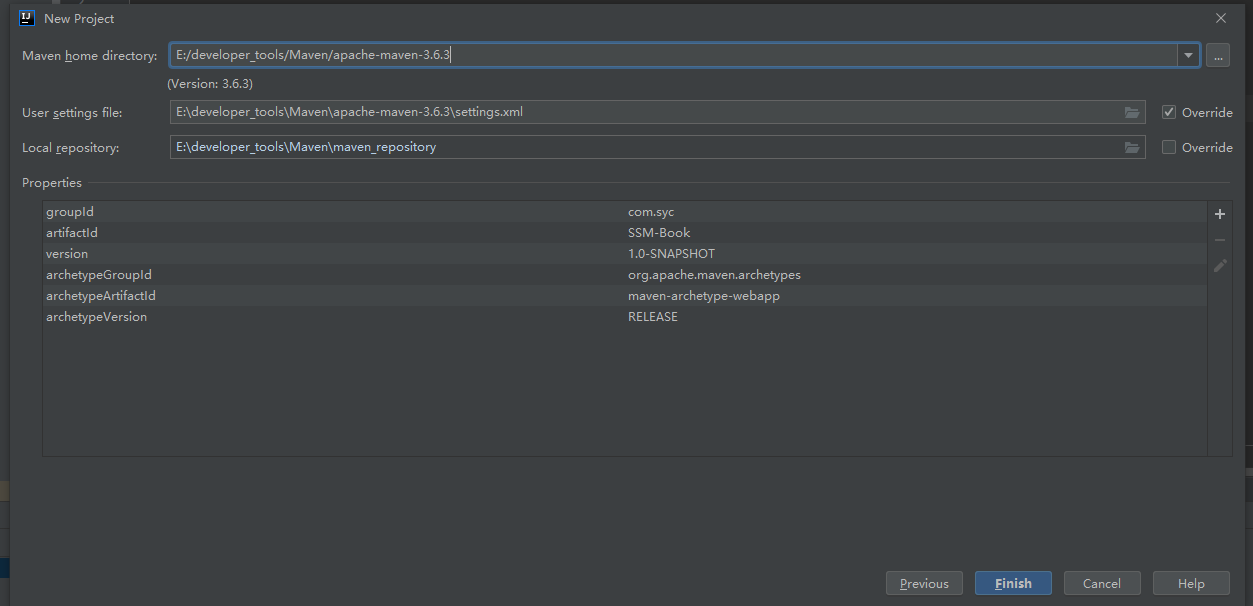 IJ New Project
Maven home directory: E:/developer_tools/Maven/apache-maven-3.6.3 ...
(Version: 3.6.3)
User settings file: E:\developer_tools\Maven\apache-maven-3.6.3\settings.xml Override
Local repository: E:\developer_tools\Maven\maven_repository Override
Properties
groupId com.syc
artifactId SSM-Book
version 1.0-SNAPSHOT
archetypeGroupId org.apache.maven.archetypes
archetypeArtifactId maven-archetype-webapp
archetypeVersion RELEASE
Previous Finish Cancel Help